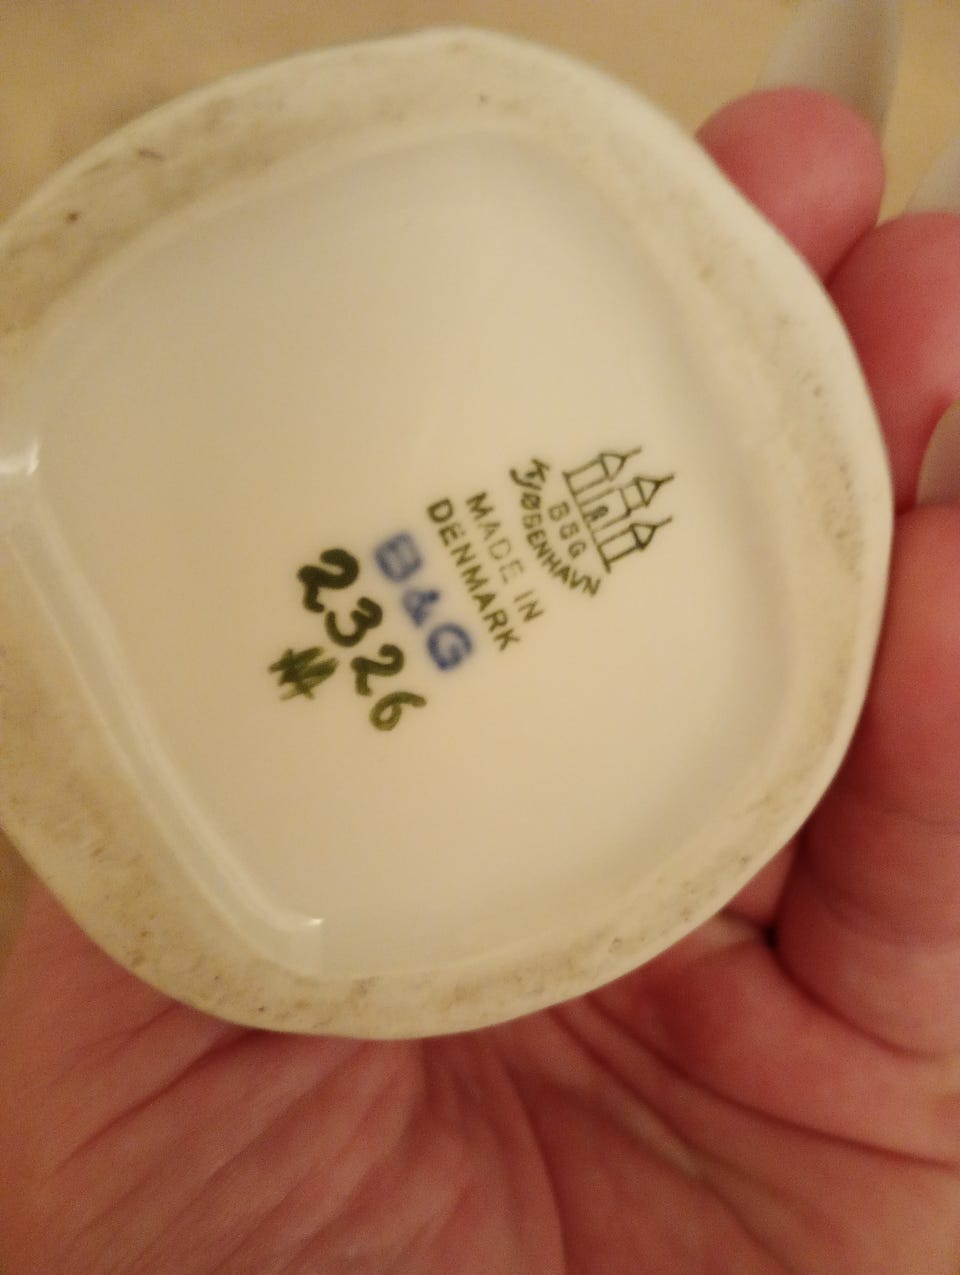 B&G
KJØBENHAVN
MADE IN
DENMARK
B&G
2326